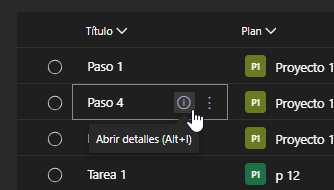 Título Plan
Paso 1 P1 Proyecto 1
Paso 4 P1 Proyecto 1
Abrir detalles (Alt+I) P1 Proyecto 1
Tarea 1 P1 p 12